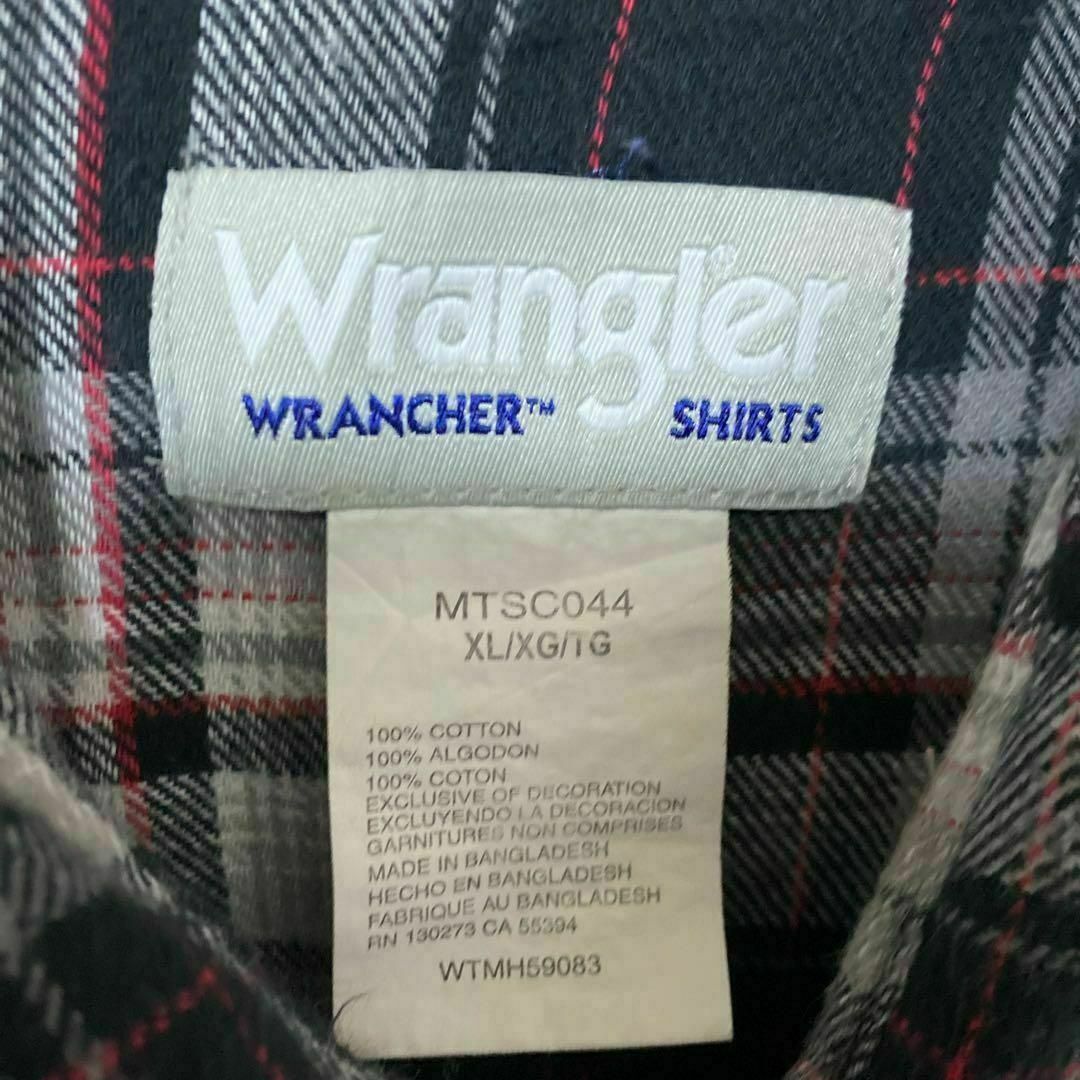 Wrangler
WRANCHER™ SHIRTS
MTSC044
XL/XG/TG
100% COTTON
100% ALGODON
100% COTON
EXCLUSIVE OF DECORATION
EXCLUYENDO LA DECORACION
GARNITURES NON COMPRISES
MADE IN BANGLADESH
HECHO EN BANGLADESH
FABRIQUE AU BANGLADESH
RN 130273 CA 55394
WTMH59083